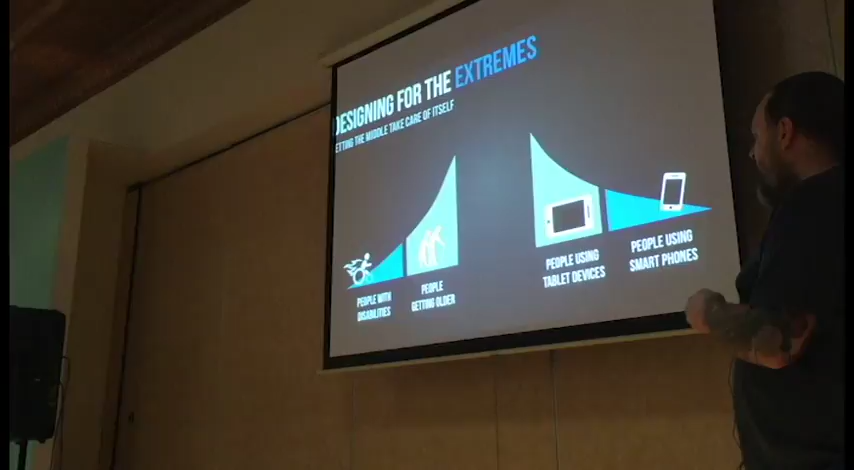 DESIGNING FOR THE EXTREMES
ETTING THE MIDDLE TAKE CARE OF ITSELF
PEOPLE WITH
DISABILITIES
PEOPLE
GETTING OLDER
PEOPLE USING
TABLET DEVICES
PEOPLE USING
SMART PHONES